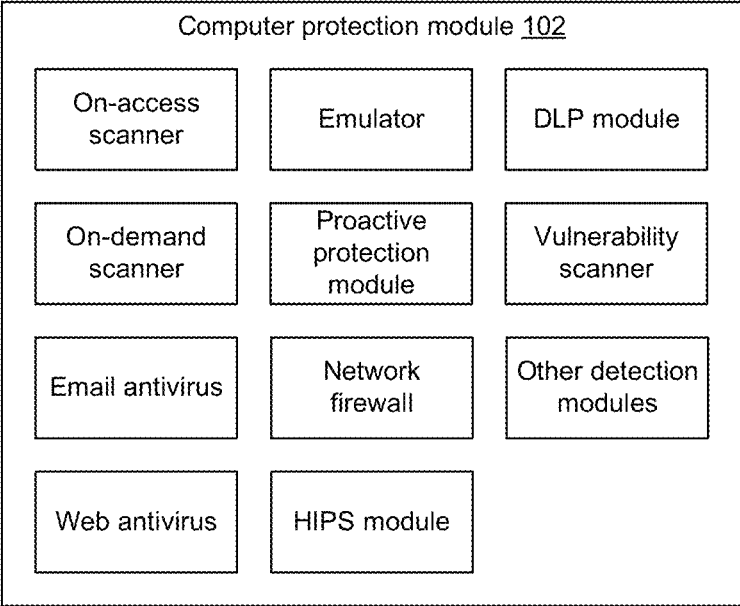 Computer protection module 102
On-access
scanner
Emulator
DLP module
On-demand
scanner
Proactive
protection
module
Vulnerability
scanner
Email antivirus
Network
firewall
Other detection
modules
Web antivirus
HIPS module